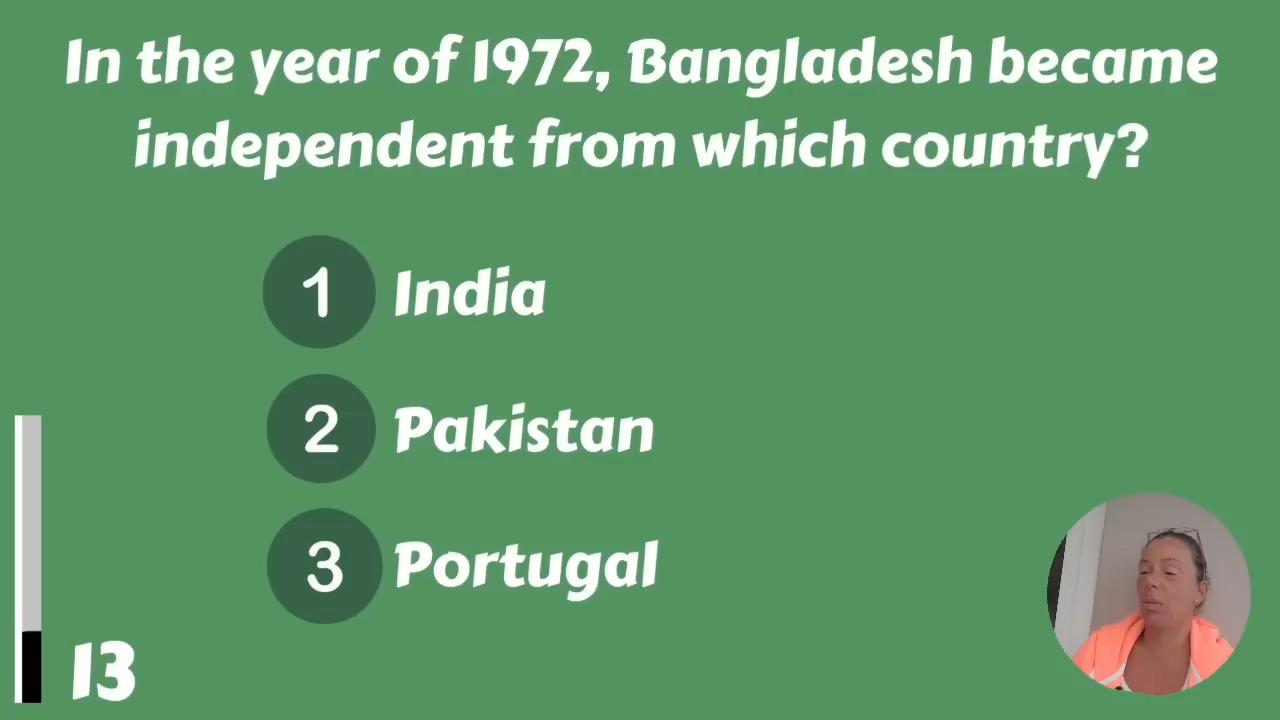 In the year of 1972, Bangladesh became
independent from which country?
1 India
2 Pakistan
3 Portugal
13